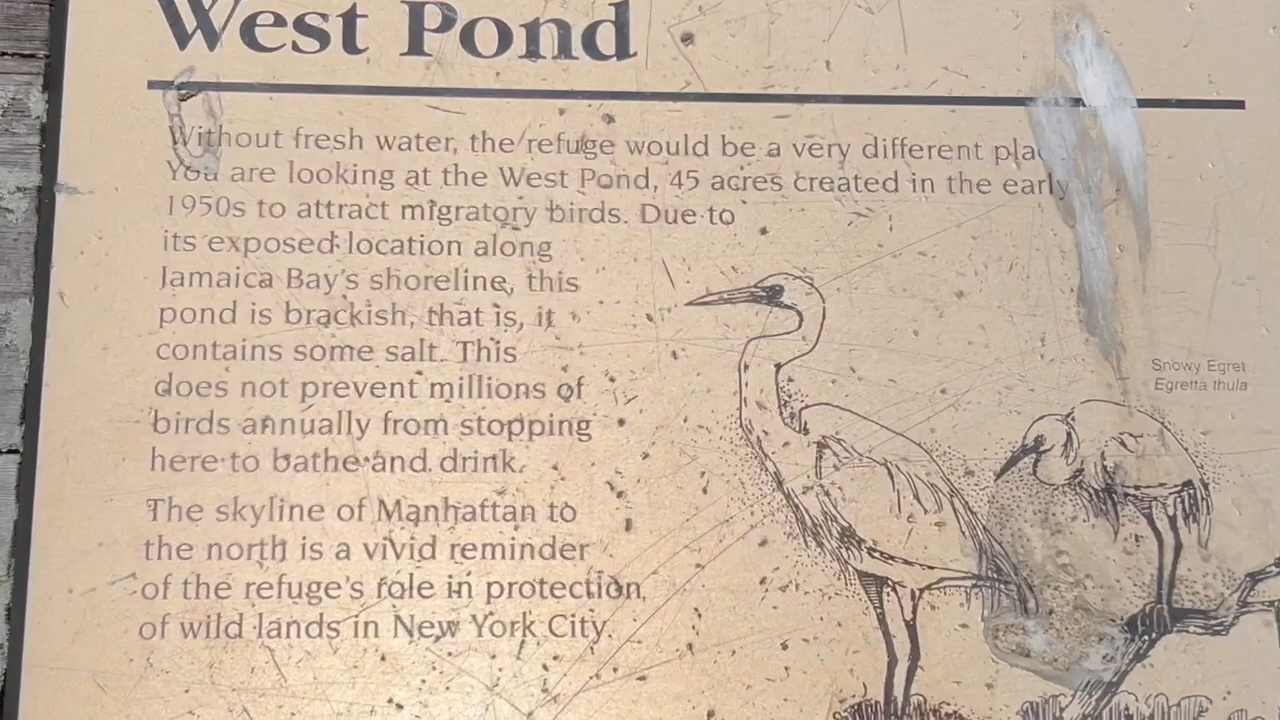 West Pond
Without fresh water, the refuge would be a very different
You are looking at the West Pond, 45 acres created in the early
1950s to attract migratory birds. Due to
its exposed location along
Jamaica Bay's shoreline, this
pond is brackish, that is, it
contains some salt. This
does not prevent millions of
birds annually from stopping
here to bathe and drink.
The skyline of Manhattan to
the north is a vivid reminder
of the refuge's role in protection
of wild lands in New York City.
Snowy Egret
Egretta thula